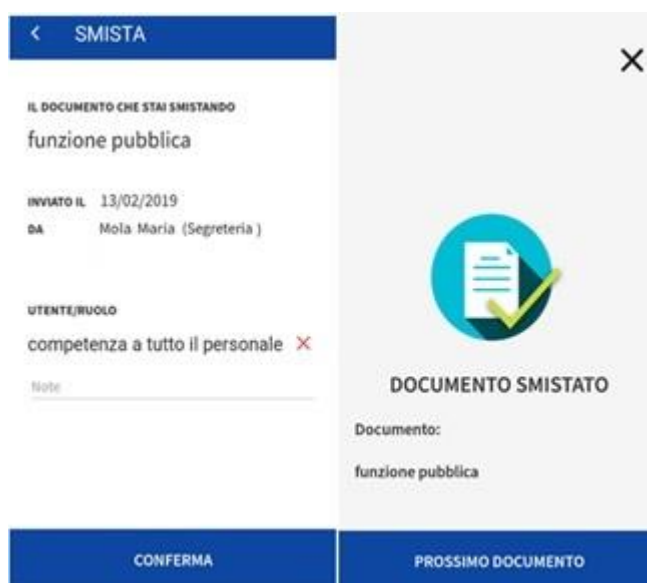 SMISTA
IL DOCUMENTO CHE STAI SMISTANDO
funzione pubblica
INVIATO IL 13/02/2019
DA Mola Maria (Segreteria )
UTENTE/RUOLO
competenza a tutto il personale
Note
CONFERMA
DOCUMENTO SMISTATO
Documento:
funzione pubblica
PROSSIMO DOCUMENTO